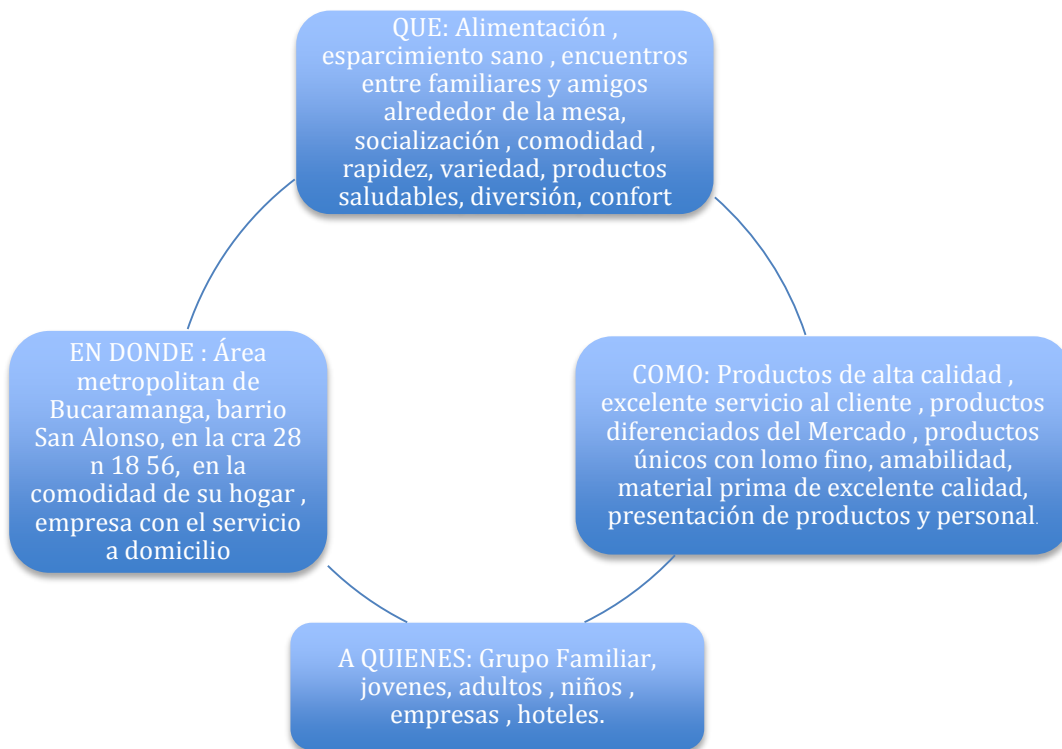 QUE: Alimentación ,
esparcimiento sano , encuentros
entre familiares y amigos
alrededor de la mesa,
socialización , comodidad ,
rapidez, variedad, productos
saludables, diversión, confort
COMO: Productos de alta calidad ,
excelente servicio al cliente , productos
diferenciados del Mercado , productos
únicos con lomo fino, amabilidad,
material prima de excelente calidad,
presentación de productos y personal.
A QUIENES: Grupo Familiar,
jovenes, adultos , niños ,
empresas , hoteles.
EN DONDE : Área
metropolitan de
Bucaramanga, barrio
San Alonso, en la cra 28
n 18 56, en la
comodidad de su hogar ,
empresa con el servicio
a domicilio